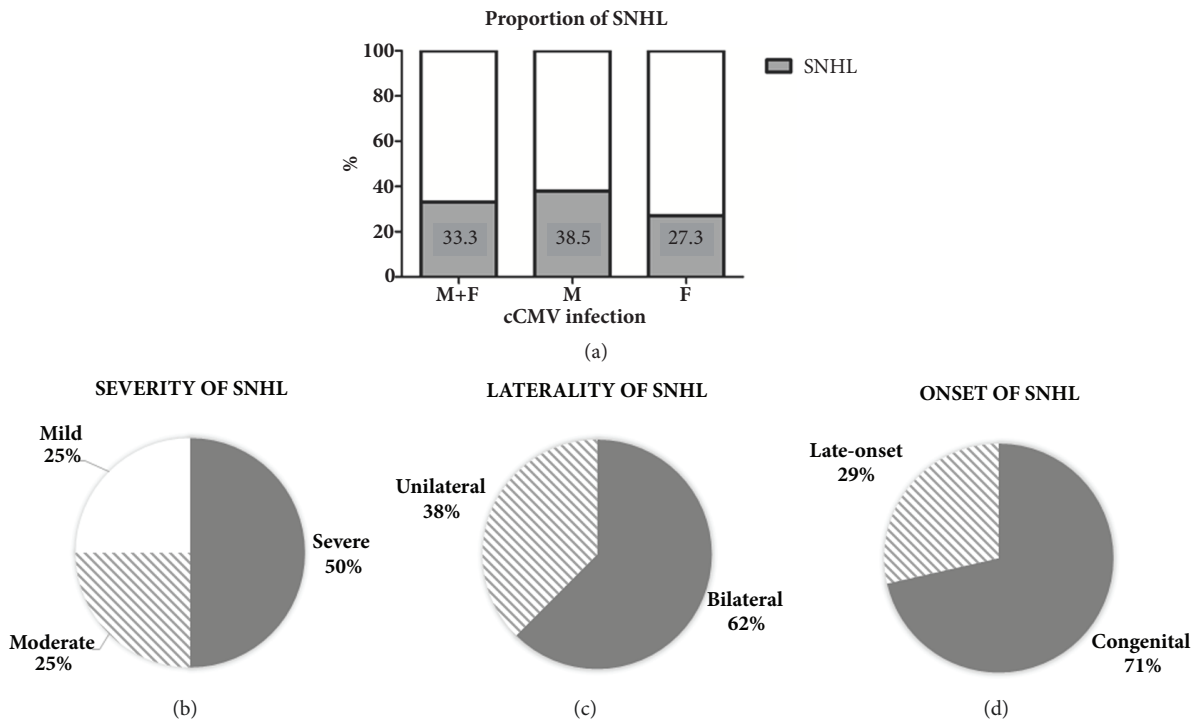 Proportion of SNHL
100
80
60
40
20
0
%
SNHL
33.3
38.5
27.3
M+F
M
F
cCMV infection
(a)
SEVERITY OF SNHL
Mild
25%
Severe
50%
Moderate
25%
(b)
LATERALITY OF SNHL
Unilateral
38%
Bilateral
62%
(c)
ONSET OF SNHL
Late-onset
29%
Congenital
71%
(d)